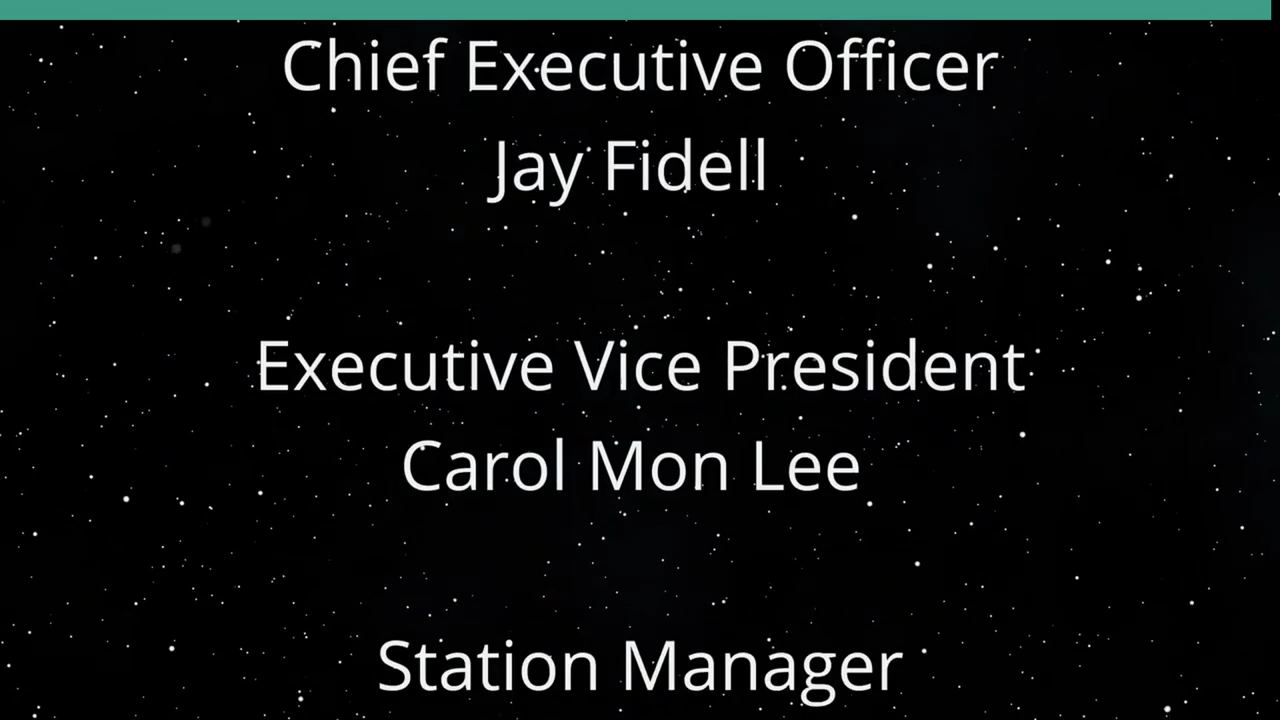 Chief Executive Officer
Jay Fidell
Executive Vice President
Carol Mon Lee
Station Manager